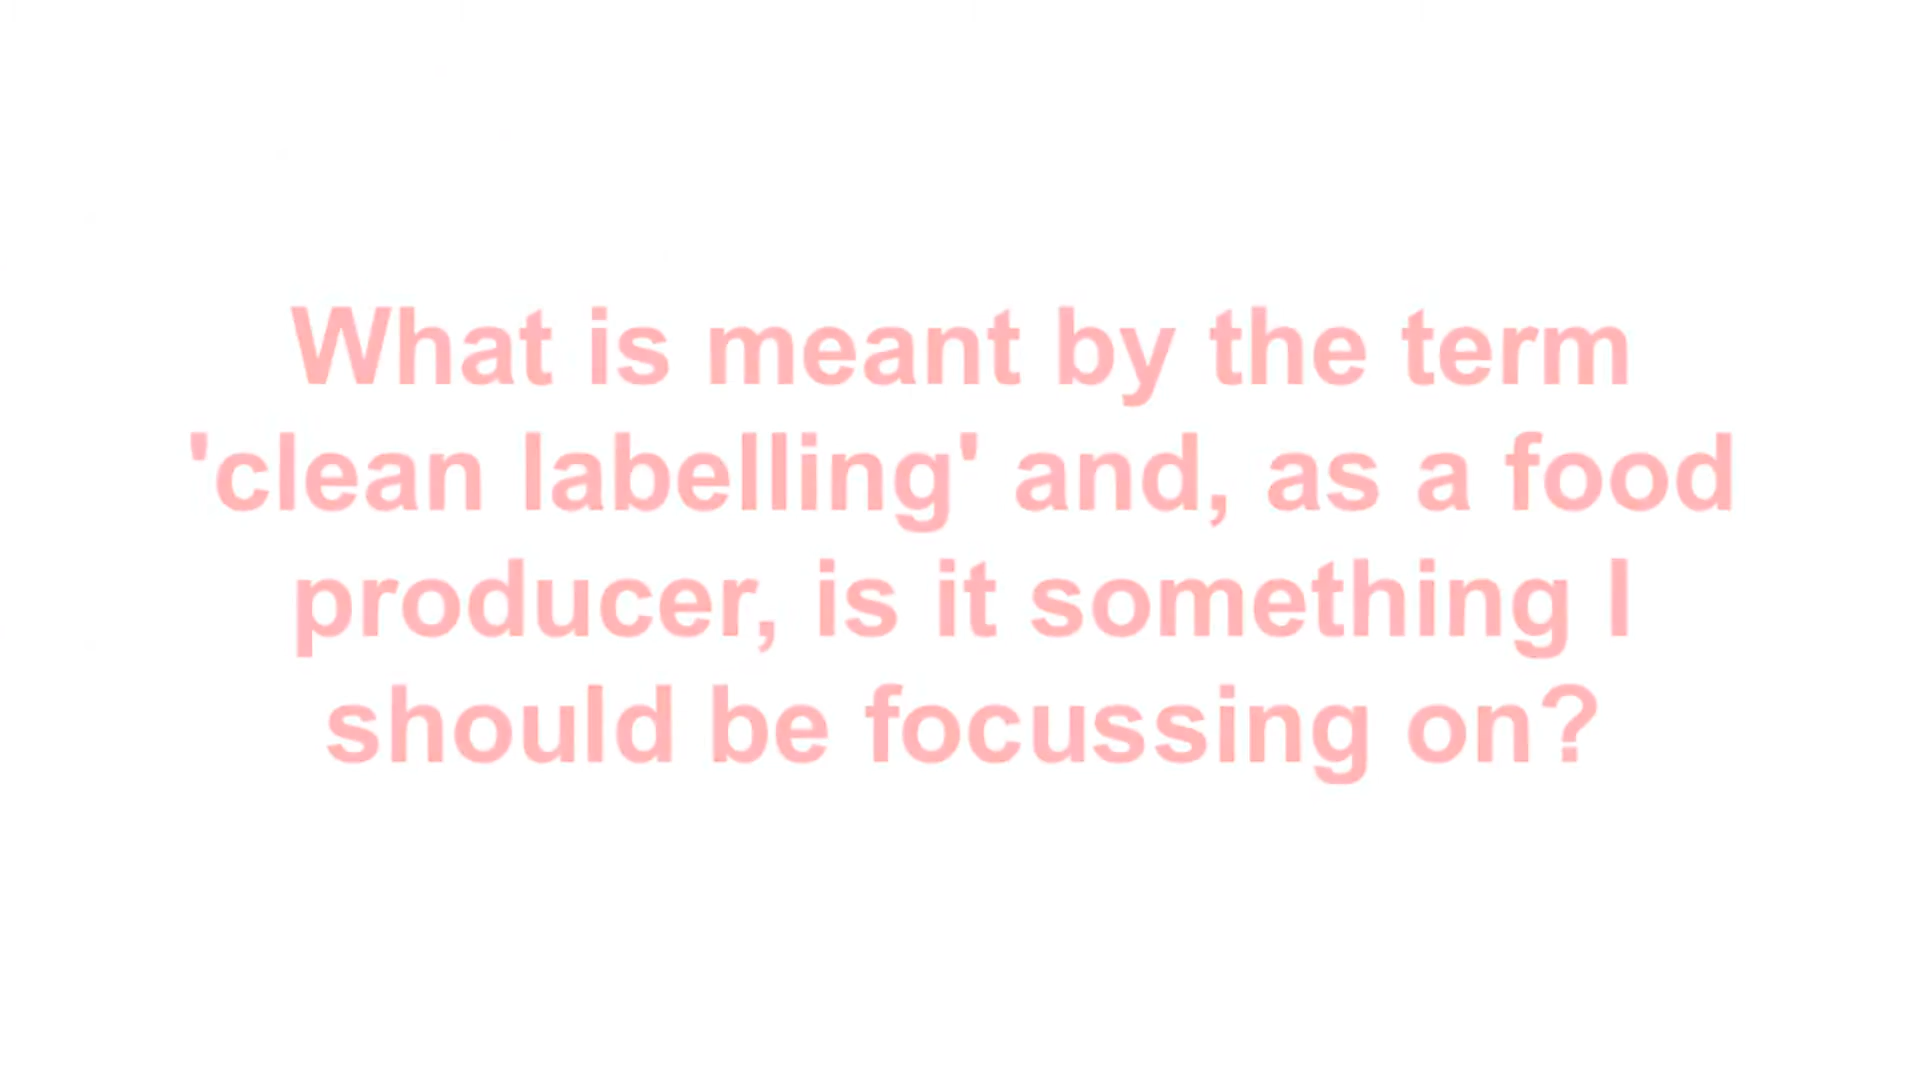 What is meant by the term
'clean labelling' and, as a food
producer, is it something I
should be focussing on?